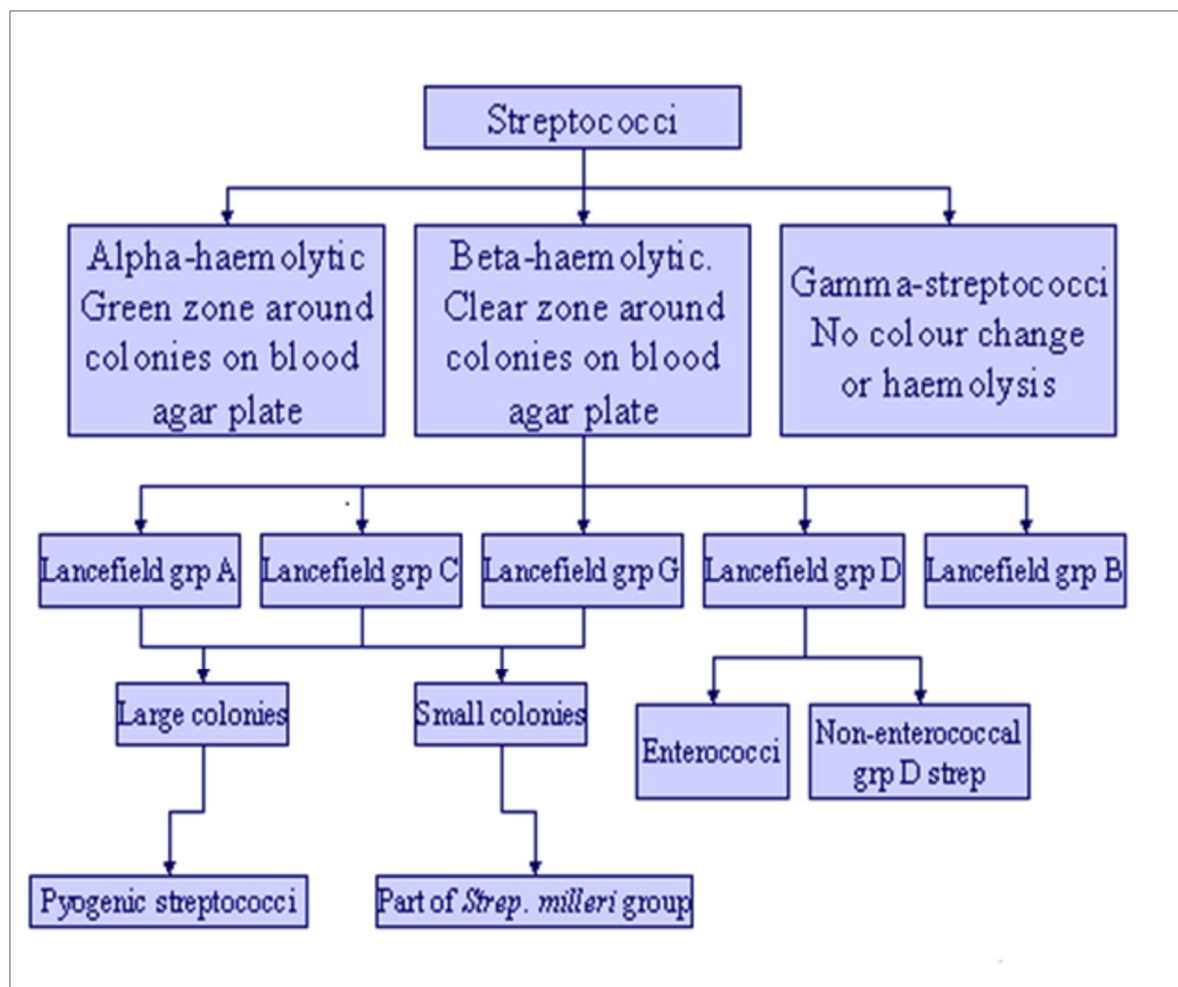 Streptococci
Alpha-haemolytic
Green zone around
colonies on blood
agar plate
Beta-haemolytic.
Clear zone around
colonies on blood
agar plate
Gamma-streptococci
No colour change
or haemolysis
Lancefield grp A
Lancefield grp C
Lancefield grp G
Lancefield grp D
Lancefield grp B
Large colonies
Small colonies
Enterococci
Non-enterococcal
grp D strep
Pyogenic streptococci
Part of Strep. milleri group